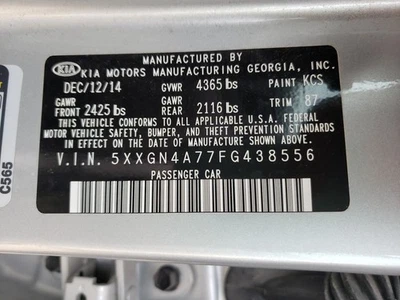 MANUFACTURED BY
KIA KIA MOTORS MANUFACTURING GEORGIA, INC.
DEC/12/14 GVWR 4365 lbs PAINT KCS
GAWR FRONT 2425 lbs GAWR REAR 2116 lbs TRIM 87
THIS VEHICLE CONFORMS TO ALL APPLICABLE U.S.A. FEDERAL
MOTOR VEHICLE SAFETY, BUMPER, AND THEFT PREVENTION STANDARDS
IN EFFECT ON THE DATE OF MANUFACTURE SHOWN ABOVE.
V.I.N. 5XXGN4A77FG438556
PASSENGER CAR
C565